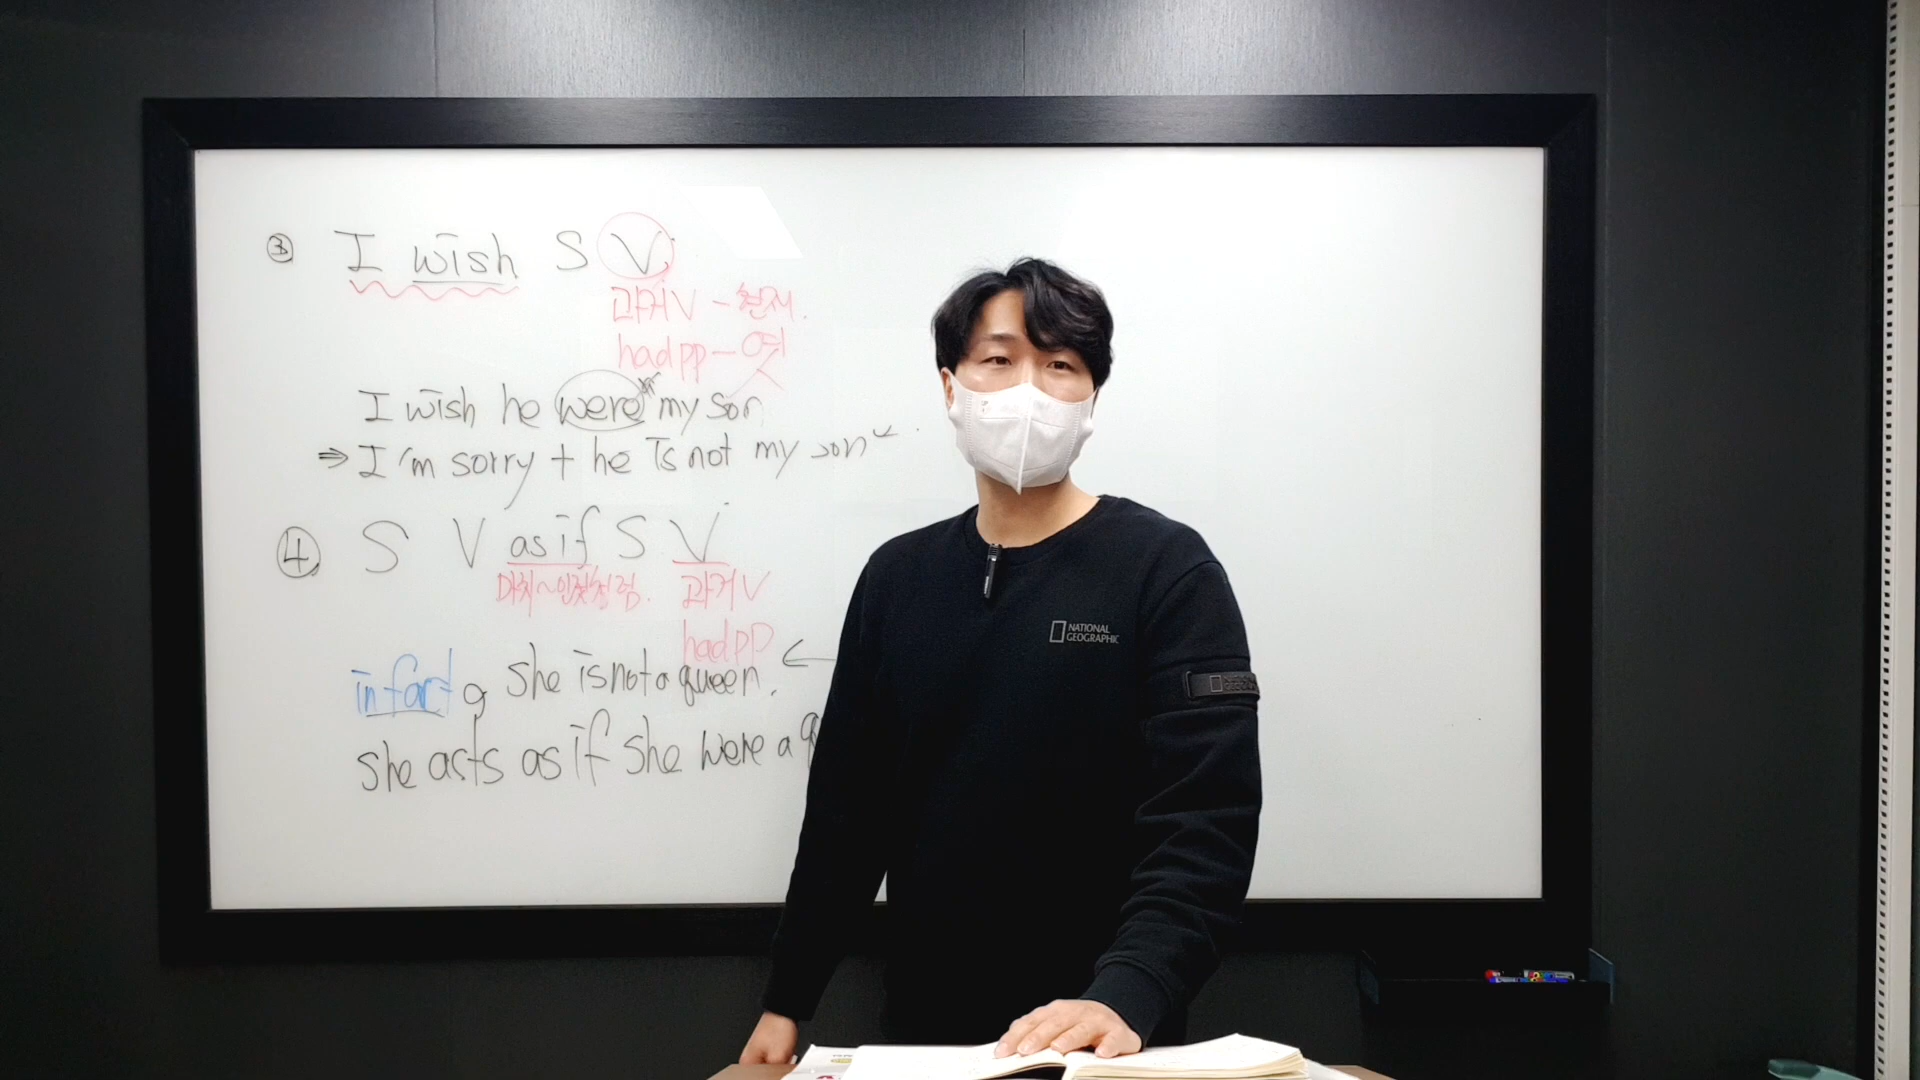 ③ I wish S V
과거V - 현재.
had pp - 옛
I wish he were my son
⇒ I'm sorry + he is not my son
④ S V as if S V
마치~인것처럼. 과거V
had pp
in fact, she is not a queen.
she acts as if she were a
NATIONAL
GEOGRAPHIC